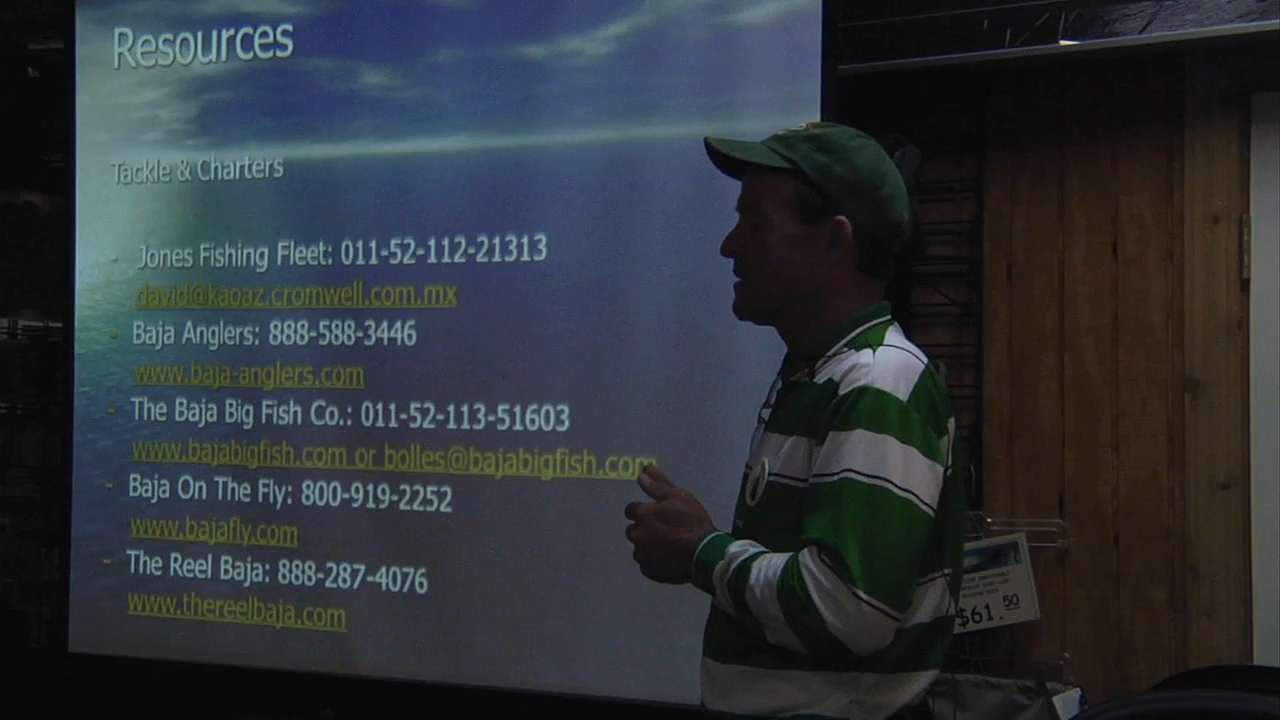 Resources
Tackle & Charters
- Jones Fishing Fleet: 011-52-112-21313
david@kaoaz.cromwell.com.mx
- Baja Anglers: 888-588-3446
www.baja-anglers.com
- The Baja Big Fish Co.: 011-52-113-51603
www.bajabigfish.com or bolles@bajabigfish.com
- Baja On The Fly: 800-919-2252
www.bajafly.com
- The Reel Baja: 888-287-4076
www.thereelbaja.com
$61.50